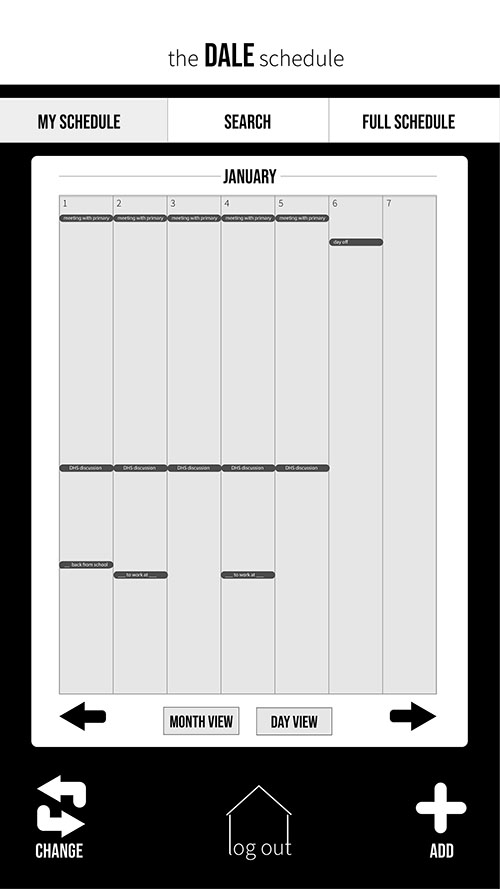 the DALE schedule
MY SCHEDULE SEARCH FULL SCHEDULE
JANUARY
1 2 3 4 5 6 7
meeting with primary meeting with primary meeting with primary meeting with primary meeting with primary
day off
DHS discussion DHS discussion DHS discussion DHS discussion DHS discussion
__ back from school
___ to work at ___ ___ to work at ___
MONTH VIEW DAY VIEW
CHANGE log out ADD